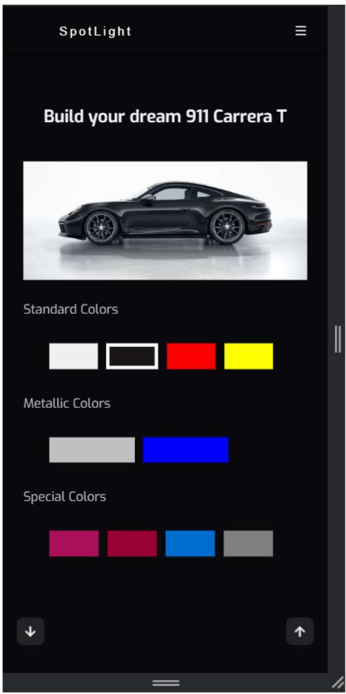 SpotLight
Build your dream 911 Carrera T
Standard Colors
Metallic Colors
Special Colors